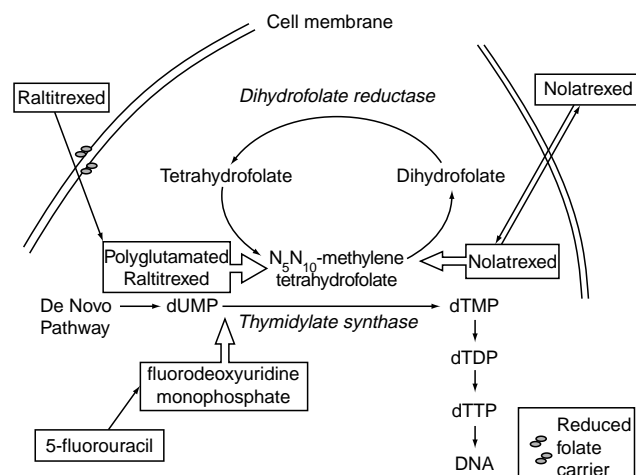 Cell membrane
Raltitrexed
Nolatrexed
Dihydrofolate reductase
Tetrahydrofolate
Dihydrofolate
Polyglutamated
Raltitrexed
N5N10-methylene
tetrahydrofolate
Nolatrexed
De Novo
Pathway
dUMP
Thymidylate synthase
dTMP
dTDP
fluorodeoxyuridine
monophosphate
dTTP
5-fluorouracil
DNA
Reduced
folate
carrier